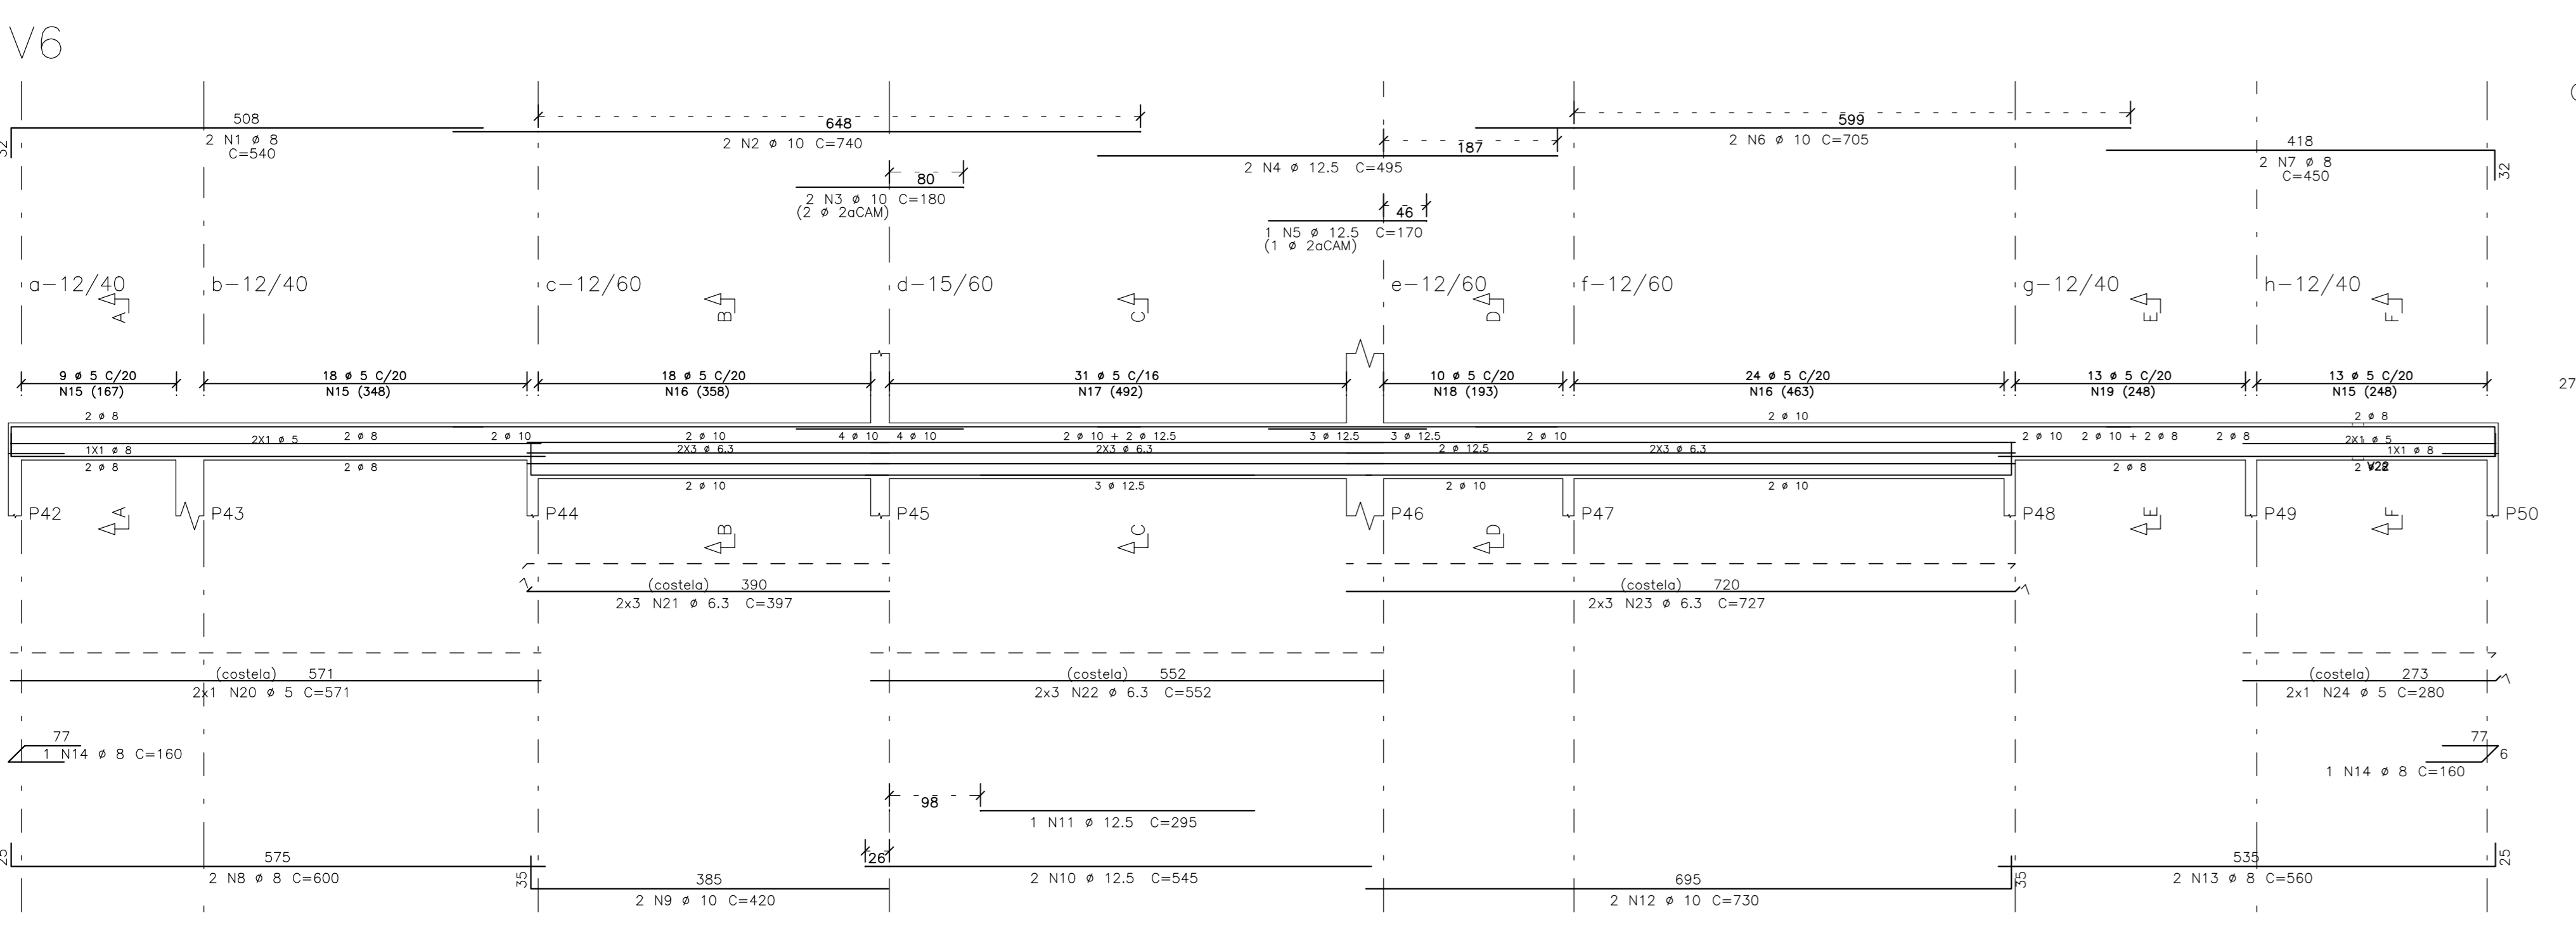 V6
508
32
2 N1 ø 8
C=540
648
2 N2 ø 10 C=740
80
2 N3 ø 10 C=180
(2 ø 2aCAM)
187
2 N4 ø 12.5 C=495
46
1 N5 ø 12.5 C=170
(1 ø 2aCAM)
599
2 N6 ø 10 C=705
418
32
2 N7 ø 8
C=450
a-12/40
b-12/40
c-12/60
d-15/60
e-12/60
f-12/60
g-12/40
h-12/40
A
B
C
D
E
F
9 ø 5 C/20
N15 (167)
18 ø 5 C/20
N15 (348)
18 ø 5 C/20
N16 (358)
31 ø 5 C/16
N17 (492)
10 ø 5 C/20
N18 (193)
24 ø 5 C/20
N16 (463)
13 ø 5 C/20
N19 (248)
13 ø 5 C/20
N15 (248)
27
2 ø 8
2 ø 10
2 ø 8
2X1 ø 5
2 ø 8
2 ø 10
2 ø 10
4 ø 10
4 ø 10
2 ø 10 + 2 ø 12.5
3 ø 12.5
3 ø 12.5
2 ø 10
2 ø 10
2 ø 10 + 2 ø 8
2 ø 8
2X1 ø 5
1X1 ø 8
2X3 ø 6.3
2X3 ø 6.3
2 ø 12.5
2X3 ø 6.3
1X1 ø 8
2 ø 8
2 ø 8
2 ø 10
3 ø 12.5
2 ø 10
2 ø 10
2 ø 8
2 ø 8
V22
P42
P43
P44
P45
P46
P47
P48
P49
P50
A
B
C
D
E
F
(costela) 390
2x3 N21 ø 6.3 C=397
(costela) 720
2x3 N23 ø 6.3 C=727
(costela) 571
2x1 N20 ø 5 C=571
(costela) 552
2x3 N22 ø 6.3 C=552
(costela) 273
2x1 N24 ø 5 C=280
77
1 N14 ø 8 C=160
77
6
1 N14 ø 8 C=160
98
1 N11 ø 12.5 C=295
25
575
2 N8 ø 8 C=600
35
385
2 N9 ø 10 C=420
26
2 N10 ø 12.5 C=545
695
35
2 N12 ø 10 C=730
535
25
2 N13 ø 8 C=560